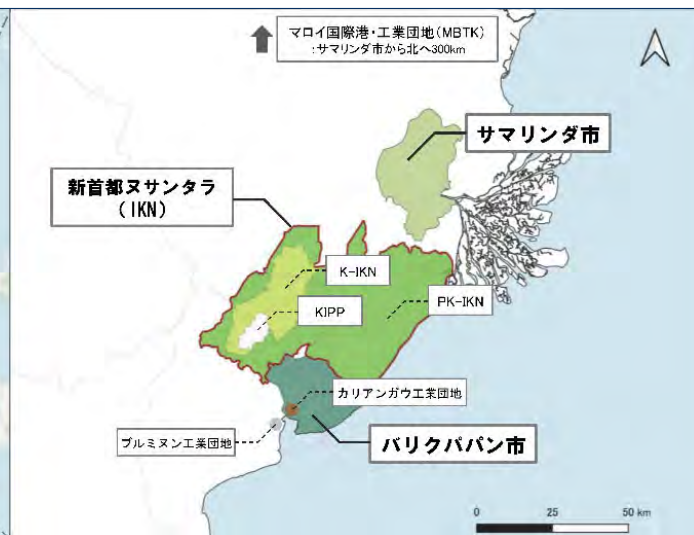 マロイ国際港・工業団地(MBTK)
:サマリンダ市から北へ300km
サマリンダ市
新首都ヌサンタラ
(IKN)
K-IKN
KIPP
PK-IKN
カリアンガウ工業団地
ブルミヌン工業団地
バリクパパン市
0 25 50 km